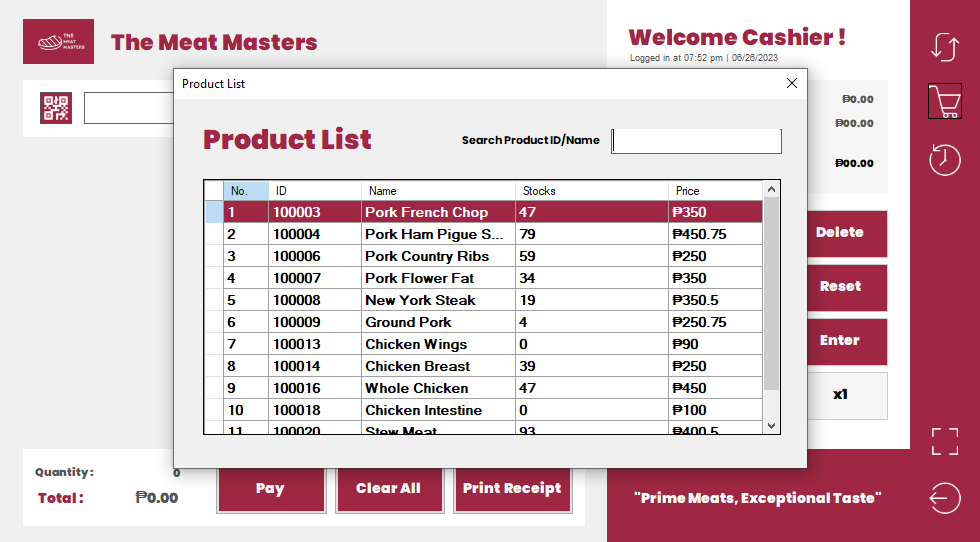 THE
MEAT
MASTERS
The Meat Masters
Welcome Cashier !
Logged in at 07:52 pm | 06/26/2023
Product List
Product List
Search Product ID/Name
No. ID Name Stocks Price
1 100003 Pork French Chop 47 ₱350
2 100004 Pork Ham Pigue S... 79 ₱450.75
3 100006 Pork Country Ribs 59 ₱250
4 100007 Pork Flower Fat 34 ₱350
5 100008 New York Steak 19 ₱350.5
6 100009 Ground Pork 4 ₱250.75
7 100013 Chicken Wings 0 ₱90
8 100014 Chicken Breast 39 ₱250
9 100016 Whole Chicken 47 ₱450
10 100018 Chicken Intestine 0 ₱100
11 100020 Stew Meat 93 ₱400.5
₱0.00
₱00.00
₱00.00
Delete
Reset
Enter
x1
Quantity: 0
Total: ₱0.00
Pay
Clear All
Print Receipt
"Prime Meats, Exceptional Taste"